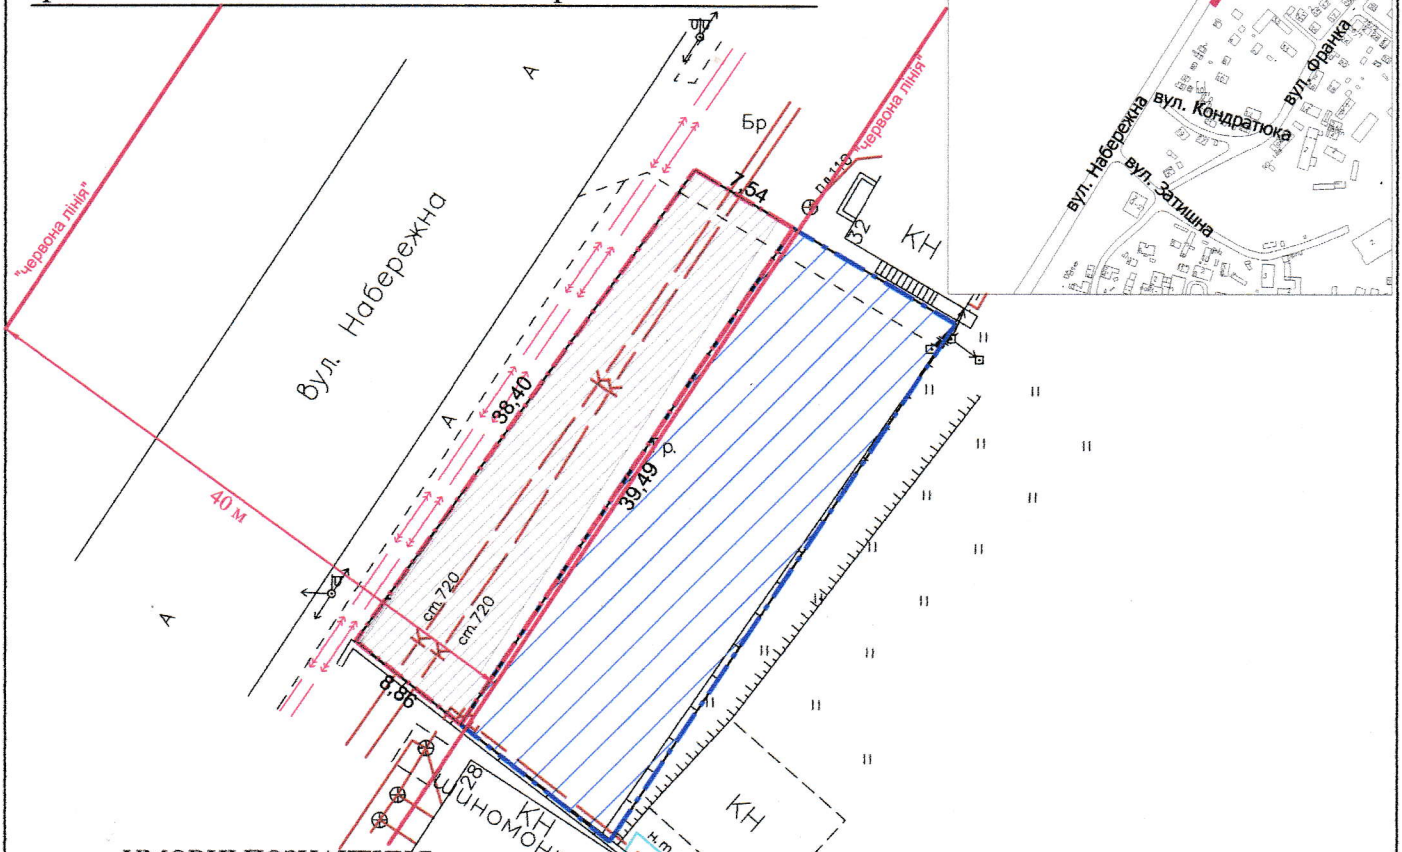 "червона лінія"
вул. Набережна
А
А
А
40 м
Бр
7,54
"червона лінія"
32
КН
38,40
К
К
39,49
р.
ст.720
ст.720
К
К
8,86
28
КН
КН
н.т
вул. Набережна
вул. Кондратюка
вул. Франка
вул. Затишна